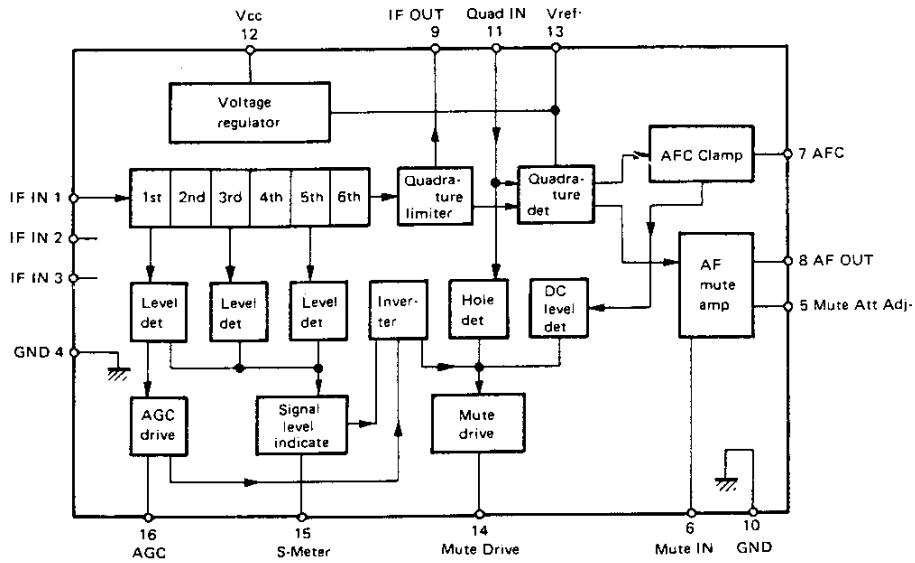 Vcc
12
IF OUT
9
Quad IN
11
Vref·
13
Voltage
regulator
AFC Clamp
7 AFC
IF IN 1
1st 2nd 3rd 4th 5th 6th
Quadra-
ture
limiter
Quadra-
ture
det
IF IN 2
IF IN 3
AF
mute
amp
8 AF OUT
5 Mute Att Adj-
Level
det
Level
det
Level
det
Inver-
ter
Hole
det
DC
level
det
GND 4
AGC
drive
Signal
level
indicate
Mute
drive
16
AGC
15
S-Meter
14
Mute Drive
6
Mute IN
10
GND